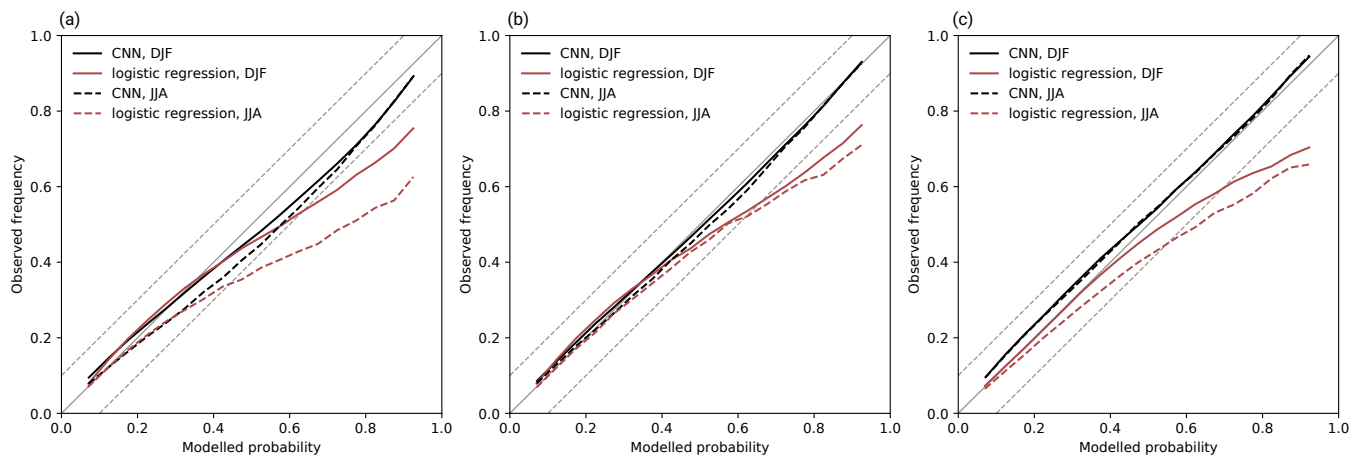 (a)
1.0
0.8
0.6
0.4
0.2
0.0
0.0 0.2 0.4 0.6 0.8 1.0
Observed frequency
Modelled probability
CNN, DJF
logistic regression, DJF
CNN, JJA
logistic regression, JJA
(b)
1.0
0.8
0.6
0.4
0.2
0.0
0.0 0.2 0.4 0.6 0.8 1.0
Observed frequency
Modelled probability
CNN, DJF
logistic regression, DJF
CNN, JJA
logistic regression, JJA
(c)
1.0
0.8
0.6
0.4
0.2
0.0
0.0 0.2 0.4 0.6 0.8 1.0
Observed frequency
Modelled probability
CNN, DJF
logistic regression, DJF
CNN, JJA
logistic regression, JJA